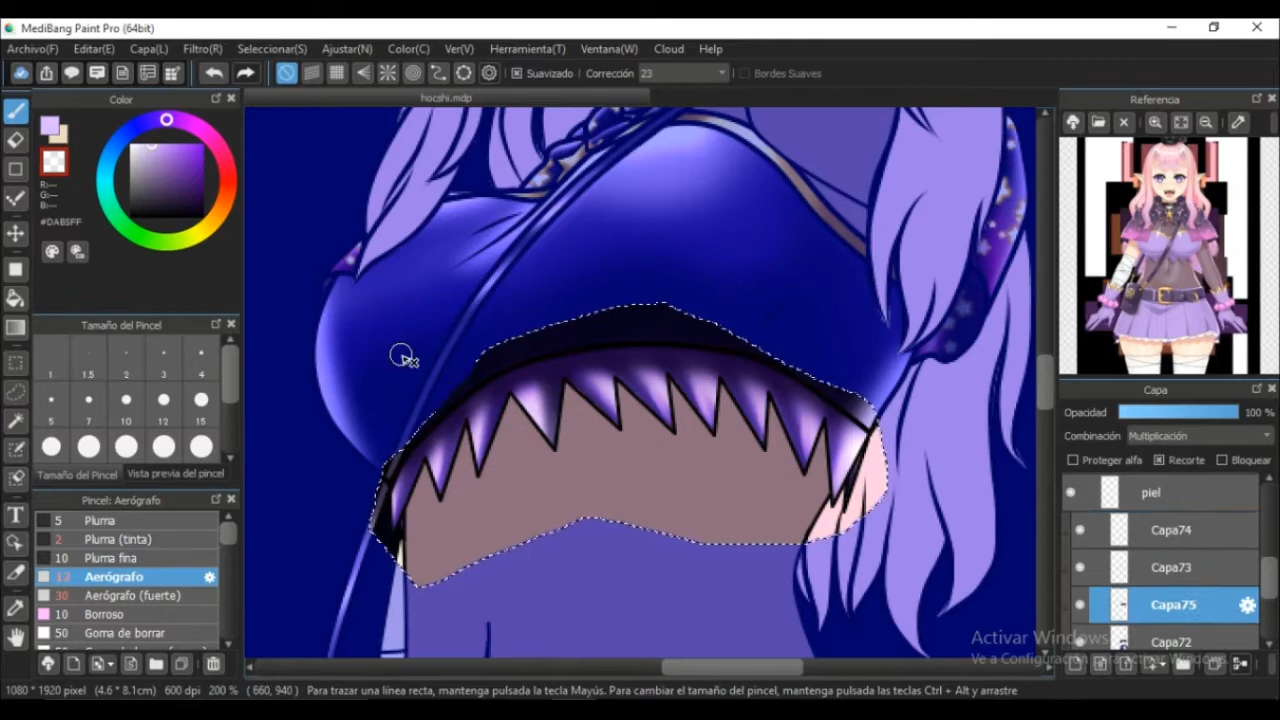 MediBang Paint Pro (64bit)
Archivo(F) Editar(E) Capa(L) Filtro(R) Seleccionar(S) Ajustar(N) Color(C) Ver(V) Herramienta(T) Ventana(W) Cloud Help
Suavizado Corrección 23 Bordes Suaves
Color
hocshi.mdp
Referencia
R:---
G:---
B:---
#DAB5FF
Tamaño del Pincel
1 1.5 2 3 4
5 7 10 12 15
Tamaño del Pincel Vista previa del pincel
Pincel: Aerógrafo
5 Pluma
2 Pluma (tinta)
10 Pluma fina
12 Aerógrafo
30 Aerógrafo (fuerte)
10 Borroso
50 Goma de borrar
Capa
Opacidad 100 %
Combinación Multiplicación
Proteger alfa Recorte Bloquear
piel
Capa74
Capa73
Capa75
Capa72
Activar Windows
Ve a Configuración para activar Windows.
1080 * 1920 pixel (4.6 * 8.1cm) 600 dpi 200 % ( 660, 940 ) Para trazar una línea recta, mantenga pulsada la tecla Mayús. Para cambiar el tamaño del pincel, mantenga pulsada las teclas Ctrl + Alt y arrastre